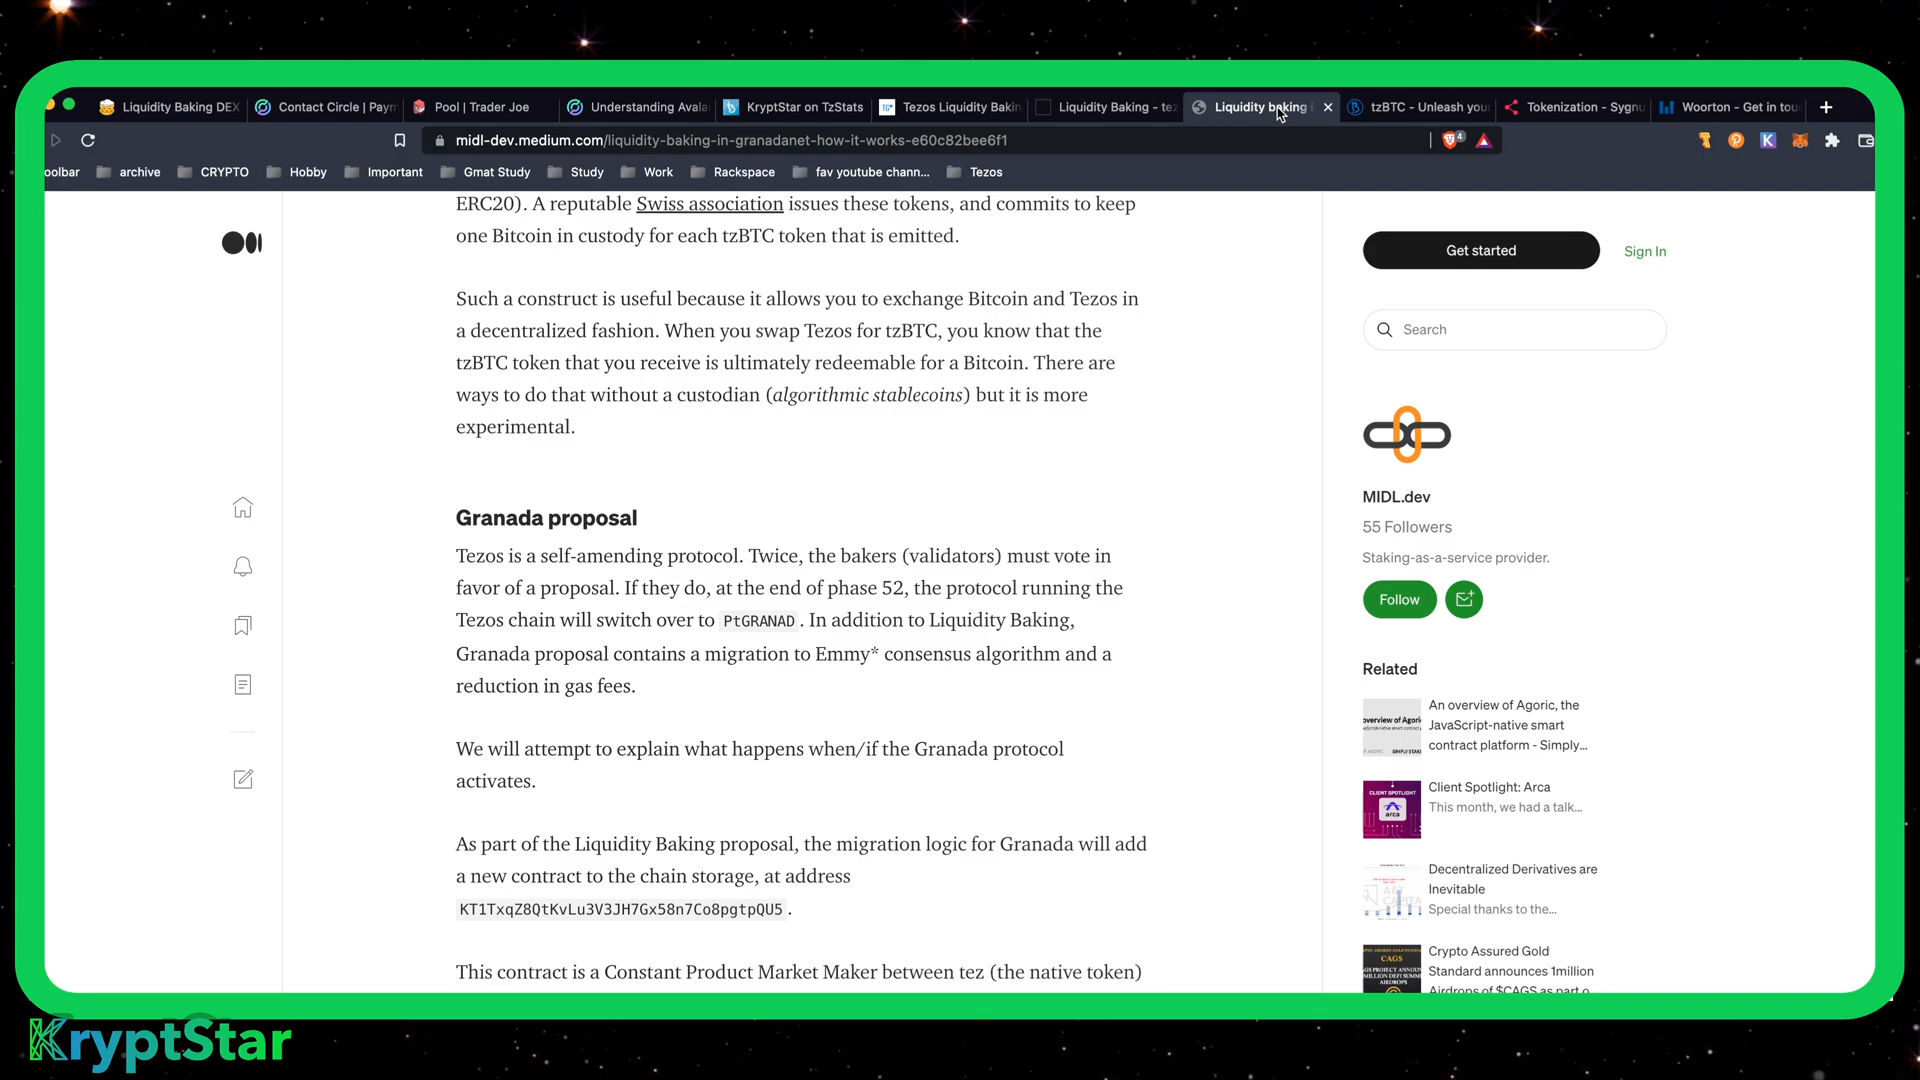 Liquidity Baking DEX
Contact Circle | Paym
Pool | Trader Joe
Understanding Avala
KryptStar on TzStats
Tezos Liquidity Bakin
Liquidity Baking - tez
Liquidity baking i
tzBTC - Unleash your
Tokenization - Sygnu
Woorton - Get in tou
midl-dev.medium.com/liquidity-baking-in-granadanet-how-it-works-e60c82bee6f1
4
oolbar
archive
CRYPTO
Hobby
Important
Gmat Study
Study
Work
Rackspace
fav youtube chann...
Tezos
ERC20). A reputable Swiss association issues these tokens, and commits to keep
one Bitcoin in custody for each tzBTC token that is emitted.
Such a construct is useful because it allows you to exchange Bitcoin and Tezos in
a decentralized fashion. When you swap Tezos for tzBTC, you know that the
tzBTC token that you receive is ultimately redeemable for a Bitcoin. There are
ways to do that without a custodian (algorithmic stablecoins) but it is more
experimental.
Granada proposal
Tezos is a self-amending protocol. Twice, the bakers (validators) must vote in
favor of a proposal. If they do, at the end of phase 52, the protocol running the
Tezos chain will switch over to PtGRANAD. In addition to Liquidity Baking,
Granada proposal contains a migration to Emmy* consensus algorithm and a
reduction in gas fees.
We will attempt to explain what happens when/if the Granada protocol
activates.
As part of the Liquidity Baking proposal, the migration logic for Granada will add
a new contract to the chain storage, at address
KT1TxqZ8QtKvLu3V3JH7Gx58n7Co8pgtpQU5.
This contract is a Constant Product Market Maker between tez (the native token)
Get started
Sign In
Search
MIDL.dev
55 Followers
Staking-as-a-service provider.
Follow
Related
An overview of Agoric, the
JavaScript-native smart
contract platform - Simply...
CLIENT SPOTLIGHT
arca
Client Spotlight: Arca
This month, we had a talk...
Decentralized Derivatives are
Inevitable
Special thanks to the...
CAGS
Crypto Assured Gold
Standard announces 1million
Airdrops of $CAGS as part o
KryptStar